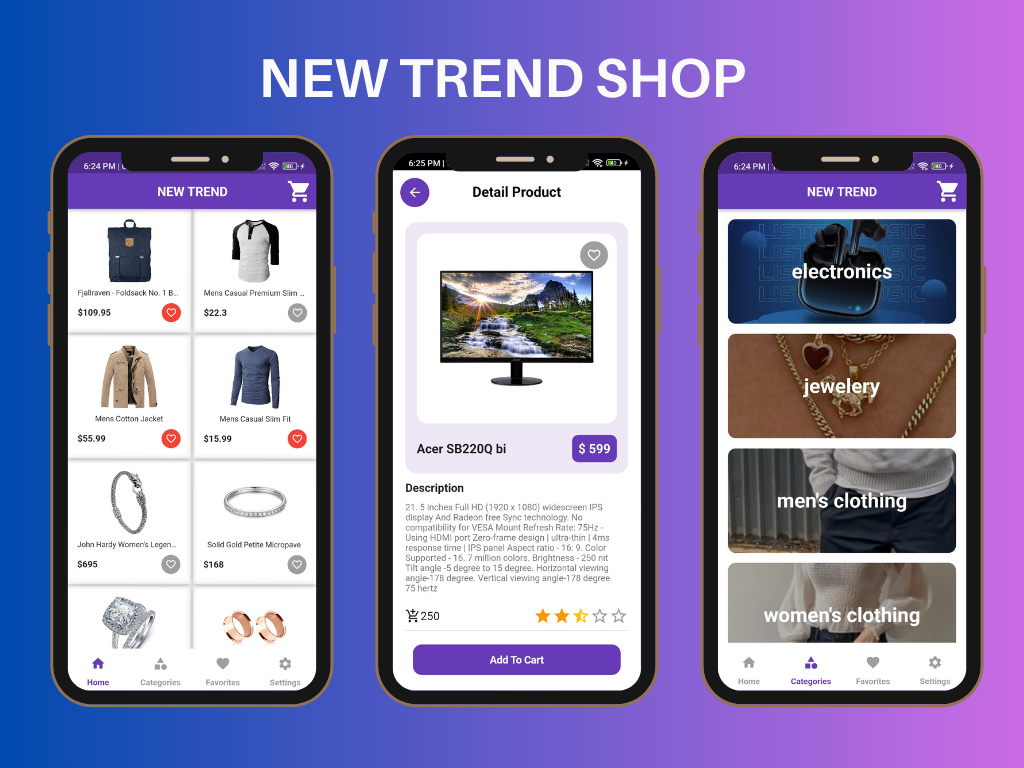 NEW TREND SHOP
6:24 PM |
NEW TREND
Fjallraven - Foldsack No. 1 B...
$109.95
Mens Casual Premium Slim ...
$22.3
Mens Cotton Jacket
$55.99
Mens Casual Slim Fit
$15.99
John Hardy Women's Legen...
$695
Solid Gold Petite Micropave
$168
Home
Categories
Favorites
Settings
6:25 PM |
Detail Product
Acer SB220Q bi
$ 599
Description
21. 5 inches Full HD (1920 x 1080) widescreen IPS
display And Radeon free Sync technology. No
compatibility for VESA Mount Refresh Rate: 75Hz -
Using HDMI port Zero-frame design | ultra-thin | 4ms
response time | IPS panel Aspect ratio - 16: 9. Color
Supported - 16. 7 million colors. Brightness - 250 nit
Tilt angle -5 degree to 15 degree. Horizontal viewing
angle-178 degree. Vertical viewing angle-178 degree
75 hertz
250
Add To Cart
6:24 PM |
NEW TREND
electronics
jewelery
men's clothing
women's clothing
Home
Categories
Favorites
Settings